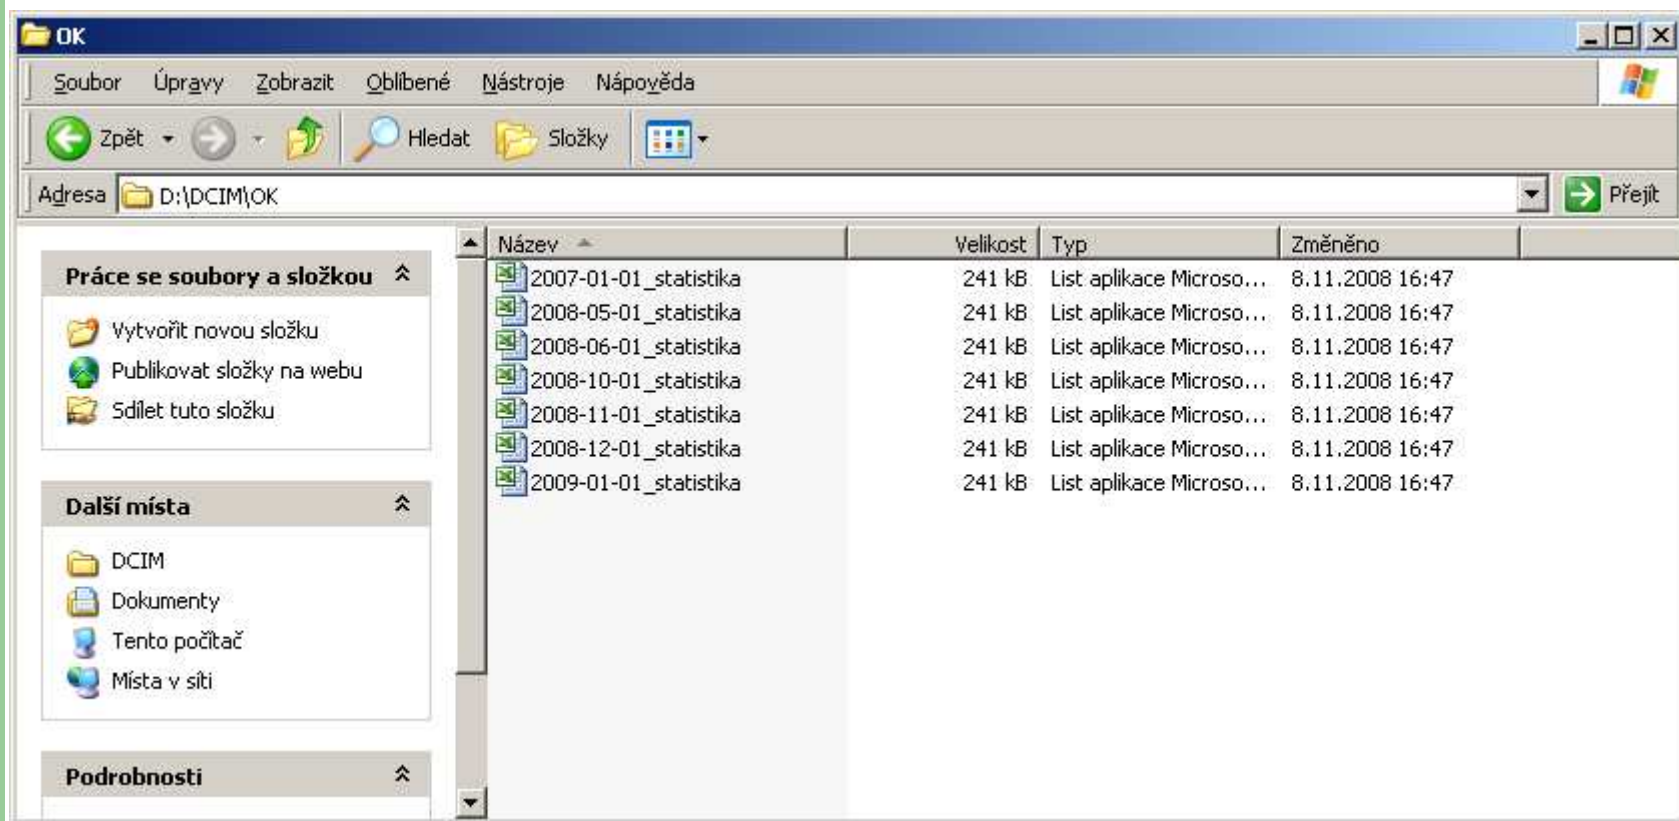 OK
Soubor Úpravy Zobrazit Oblíbené Nástroje Nápověda
Zpět Hledat Složky
Adresa D:\DCIM\OK Přejít
Práce se soubory a složkou
Vytvořit novou složku
Publikovat složky na webu
Sdílet tuto složku
Další místa
DCIM
Dokumenty
Tento počítač
Místa v síti
Podrobnosti
Název Velikost Typ Změněno
2007-01-01_statistika 241 kB List aplikace Microso... 8.11.2008 16:47
2008-05-01_statistika 241 kB List aplikace Microso... 8.11.2008 16:47
2008-06-01_statistika 241 kB List aplikace Microso... 8.11.2008 16:47
2008-10-01_statistika 241 kB List aplikace Microso... 8.11.2008 16:47
2008-11-01_statistika 241 kB List aplikace Microso... 8.11.2008 16:47
2008-12-01_statistika 241 kB List aplikace Microso... 8.11.2008 16:47
2009-01-01_statistika 241 kB List aplikace Microso... 8.11.2008 16:47